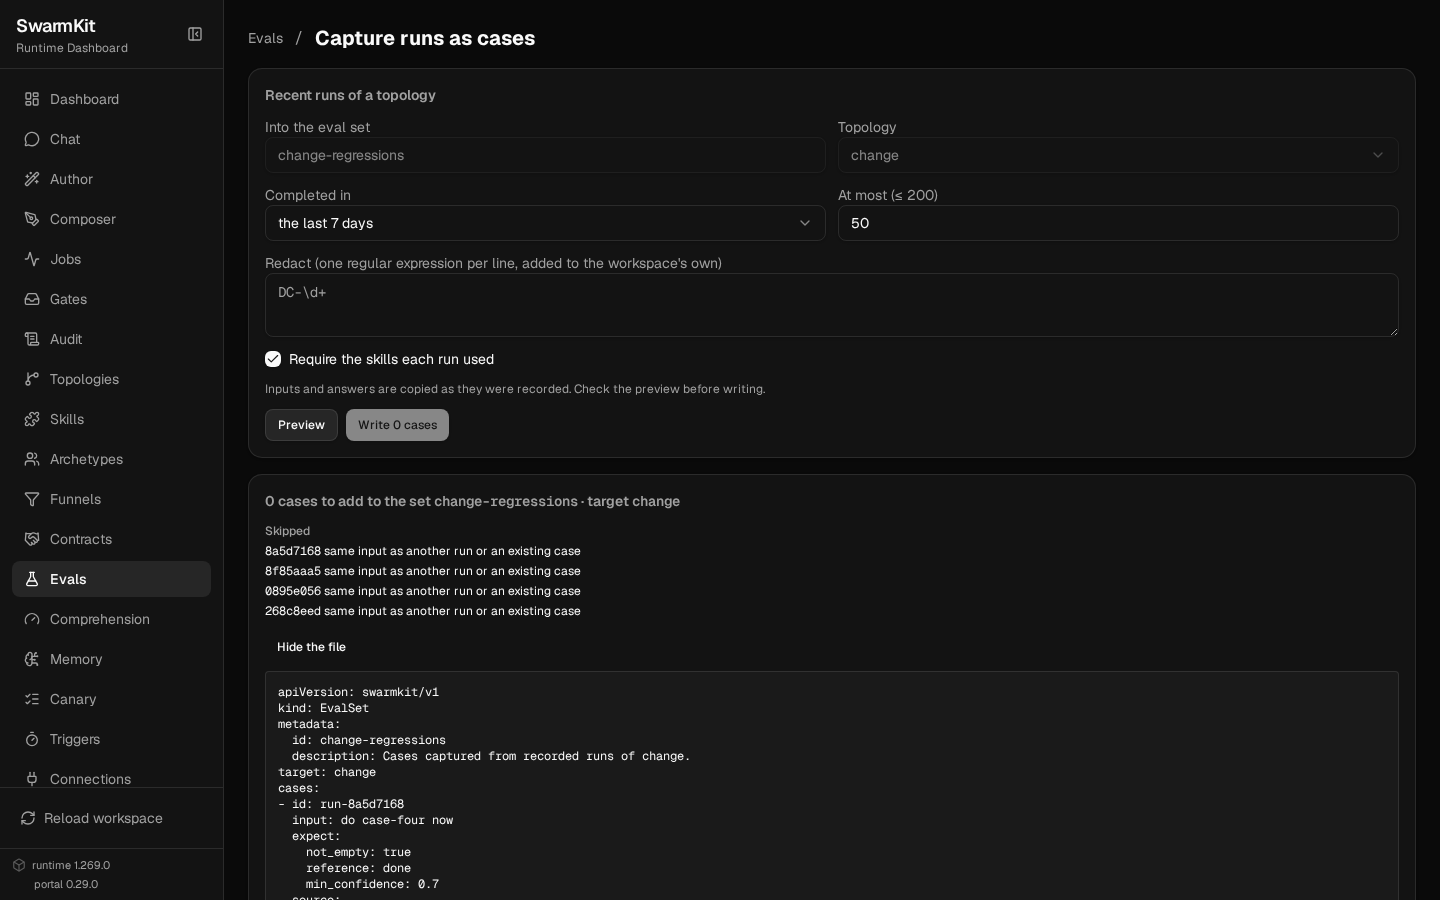 SwarmKit
Runtime Dashboard
Dashboard
Chat
Author
Composer
Jobs
Gates
Audit
Topologies
Skills
Archetypes
Funnels
Contracts
Evals
Comprehension
Memory
Canary
Triggers
Connections
Reload workspace
runtime 1.269.0
portal 0.29.0
Evals / Capture runs as cases
Recent runs of a topology
Into the eval set
change-regressions
Topology
change
Completed in
the last 7 days
At most (≤ 200)
50
Redact (one regular expression per line, added to the workspace's own)
DC-\d+
Require the skills each run used
Inputs and answers are copied as they were recorded. Check the preview before writing.
Preview
Write 0 cases
0 cases to add to the set change-regressions · target change
Skipped
8a5d7168 same input as another run or an existing case
8f85aaa5 same input as another run or an existing case
0895e056 same input as another run or an existing case
268c8eed same input as another run or an existing case
Hide the file
apiVersion: swarmkit/v1
kind: EvalSet
metadata:
  id: change-regressions
  description: Cases captured from recorded runs of change.
target: change
cases:
- id: run-8a5d7168
  input: do case-four now
  expect:
    not_empty: true
    reference: done
    min_confidence: 0.7
  source: